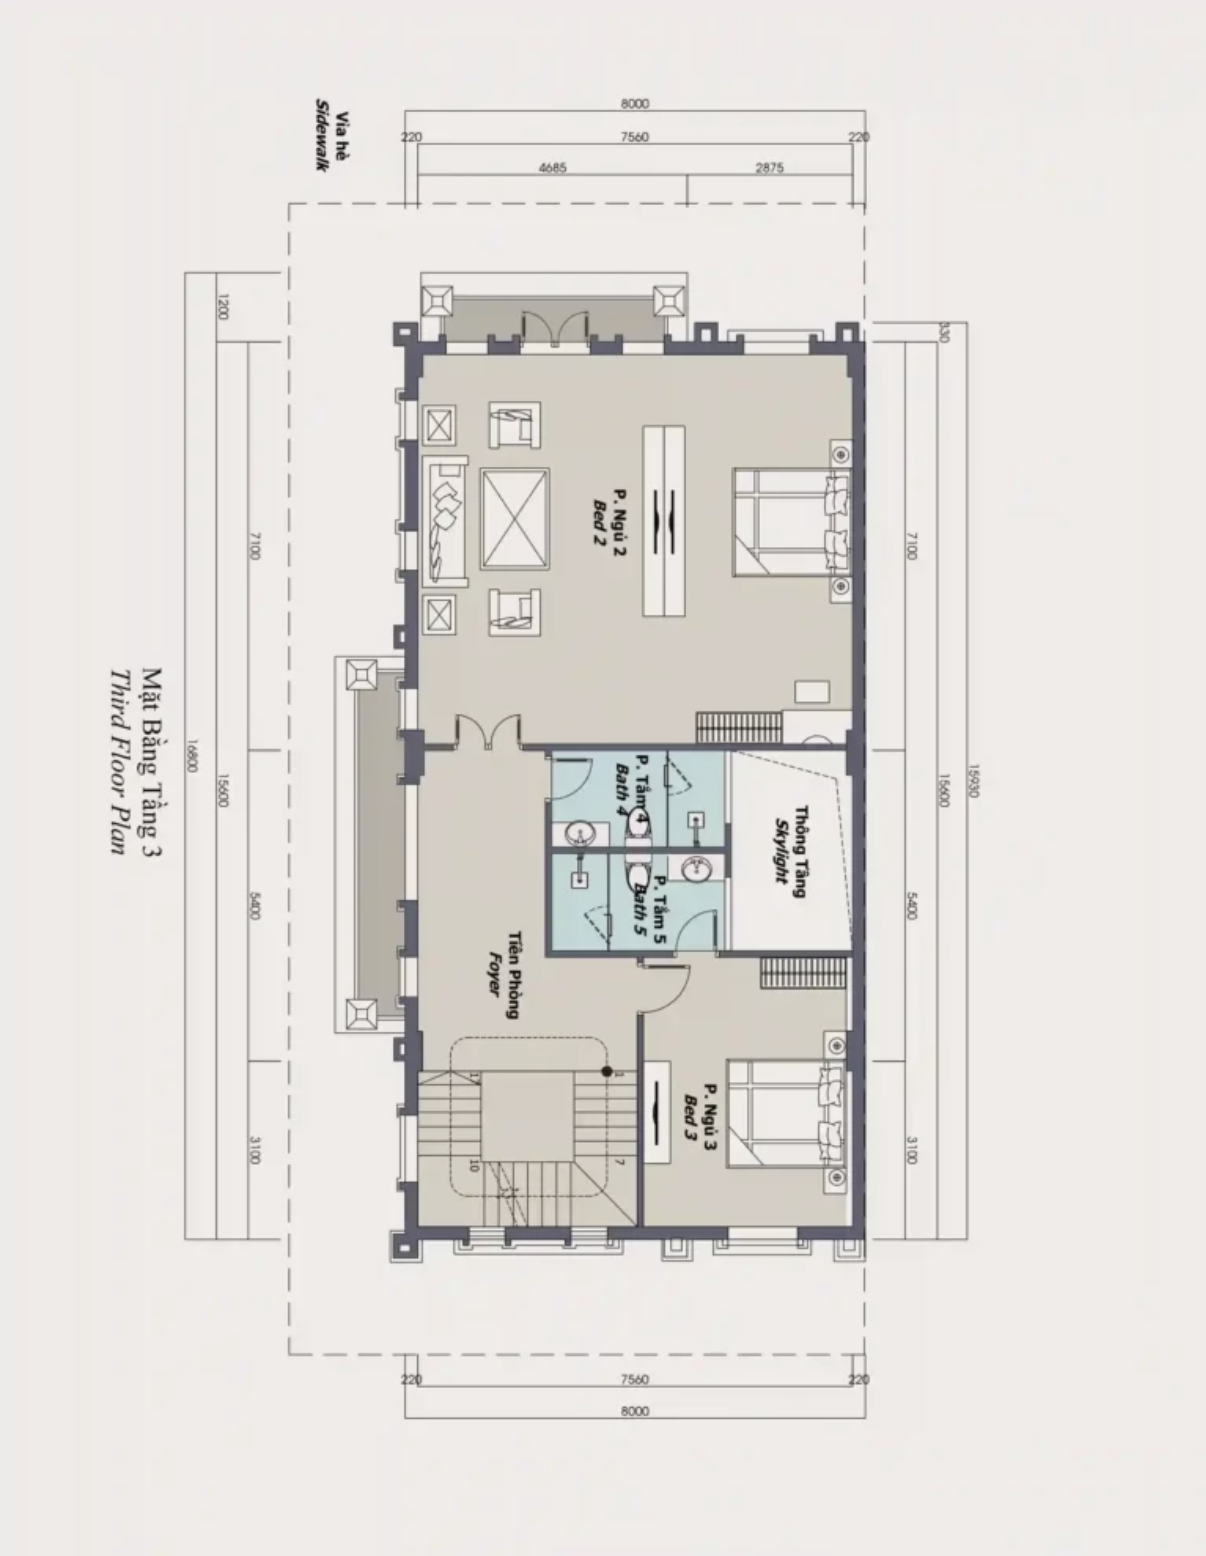 8000
220
7560
220
4685
2875
Vỉa hè
Sidewalk
1200
330
P. Ngủ 2
Bed 2
7100
7100
Mặt Bằng Tầng 3
Third Floor Plan
16800
15600
15600
15930
P. Tắm 4
Bath 4
Thông Tầng
Skylight
P. Tắm 5
Bath 5
5400
5400
Tiền Phòng
Foyer
1
1
P. Ngủ 3
Bed 3
10
7
3100
3100
220
7560
220
8000